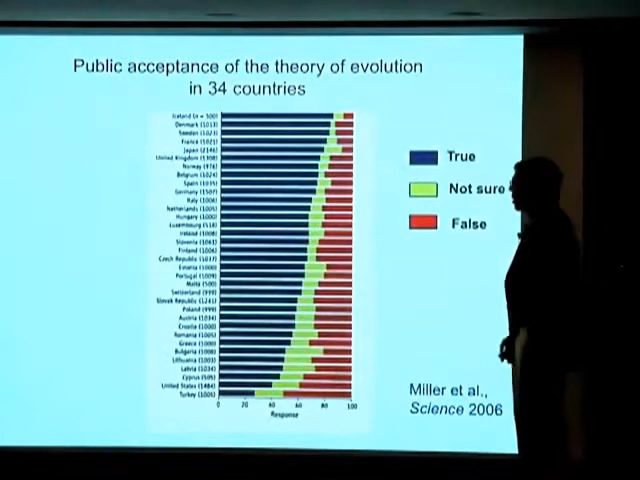 Public acceptance of the theory of evolution
in 34 countries
Iceland (n = 500)
Denmark (1013)
Sweden (1023)
France (1021)
Japan (2146)
United Kingdom (1308)
Norway (976)
Belgium (1024)
Spain (1035)
Germany (1507)
Italy (1006)
Netherlands (1005)
Hungary (1000)
Luxembourg (518)
Ireland (1008)
Slovenia (1061)
Finland (1006)
Czech Republic (1037)
Estonia (1000)
Portugal (1009)
Malta (500)
Switzerland (999)
Slovak Republic (1241)
Poland (999)
Austria (1034)
Croatia (1000)
Romania (1005)
Greece (1000)
Bulgaria (1008)
Lithuania (1003)
Latvia (1034)
Cyprus (505)
United States (1484)
Turkey (1005)
0 20 40 60 80 100
Response
True
Not sure
False
Miller et al.,
Science 2006